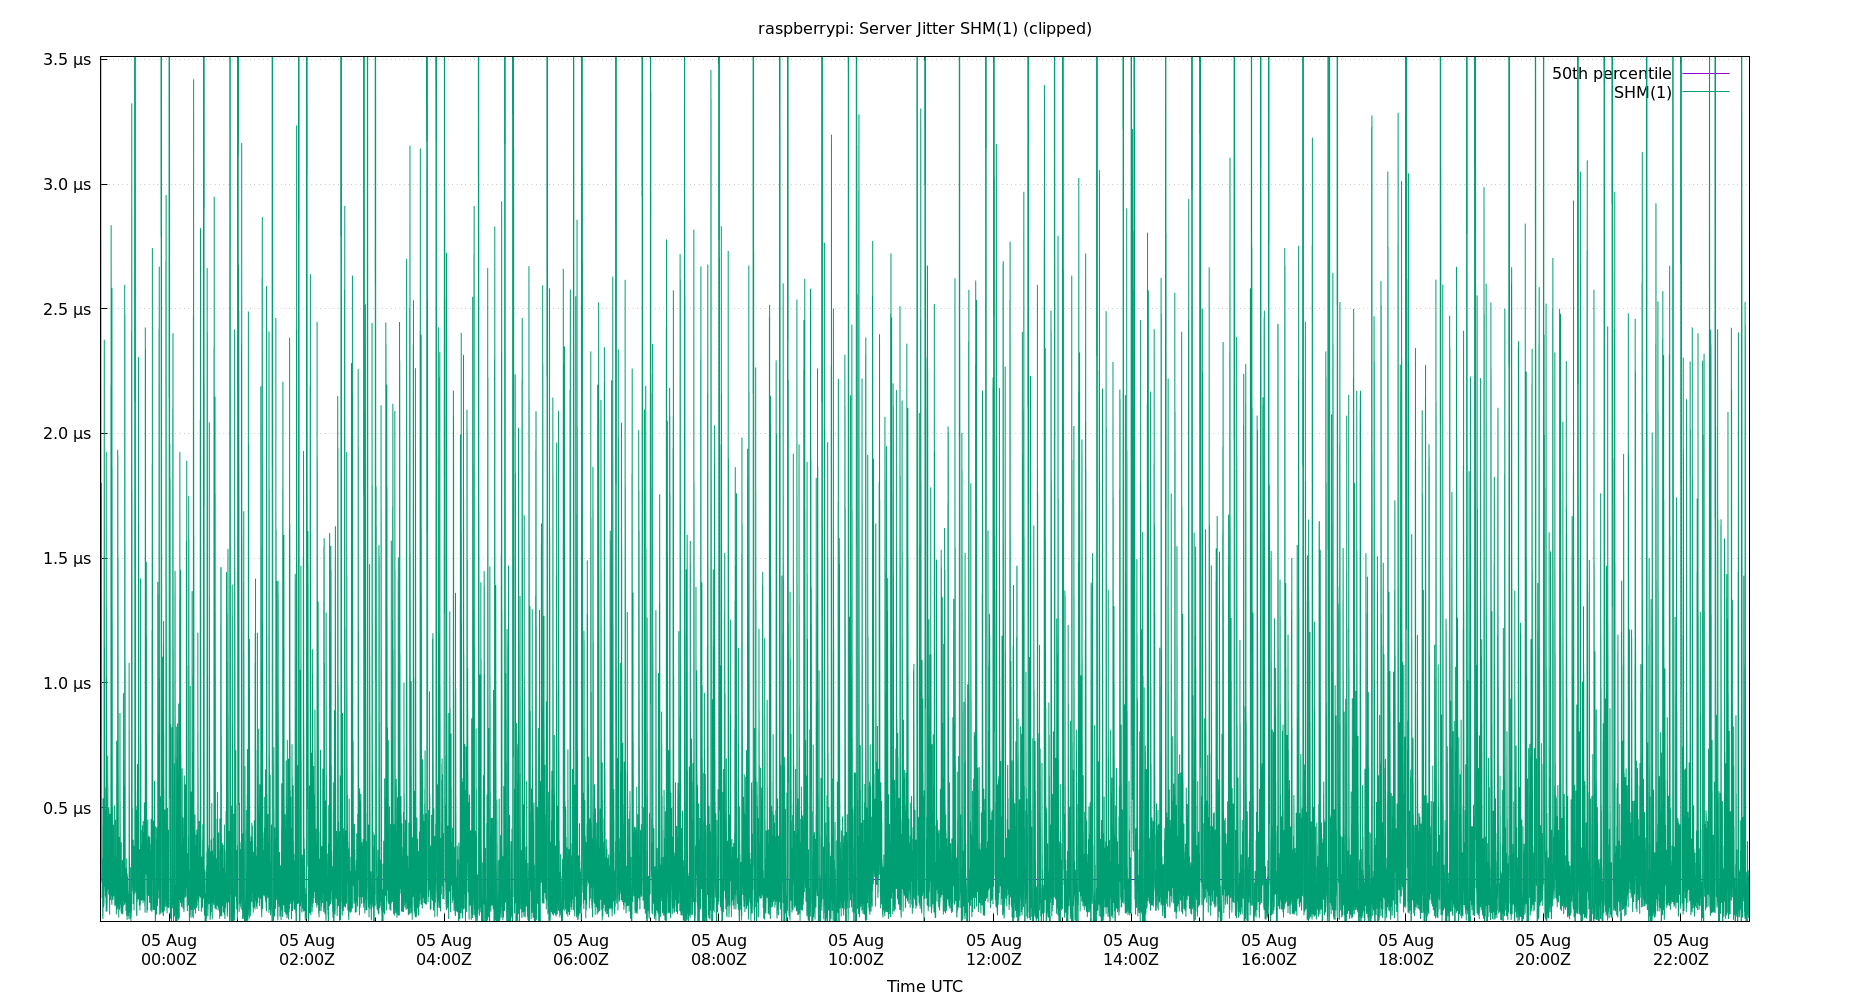 raspberrypi: Server Jitter SHM(1) (clipped)
3.5 µs
3.0 µs
2.5 µs
2.0 µs
1.5 µs
1.0 µs
0.5 µs
50th percentile
SHM(1)
05 Aug 05 Aug 05 Aug 05 Aug 05 Aug 05 Aug 05 Aug 05 Aug 05 Aug 05 Aug 05 Aug 05 Aug
00:00Z 02:00Z 04:00Z 06:00Z 08:00Z 10:00Z 12:00Z 14:00Z 16:00Z 18:00Z 20:00Z 22:00Z
Time UTC